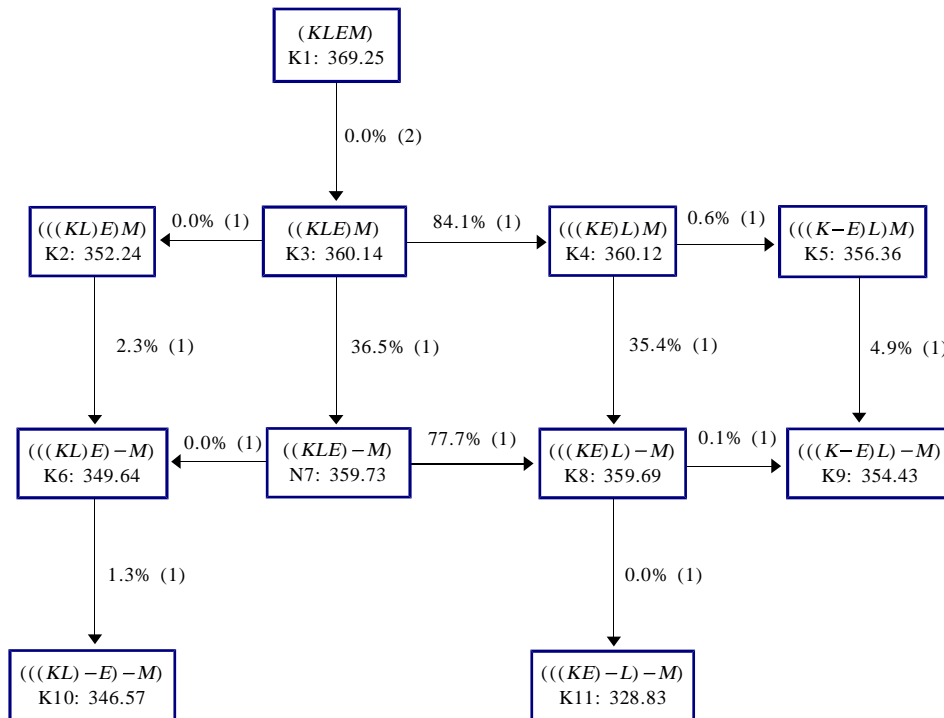 (KLEM)
K1: 369.25
0.0% (2)
(((KL)E)M)
K2: 352.24
0.0% (1)
((KLE)M)
K3: 360.14
84.1% (1)
(((KE)L)M)
K4: 360.12
0.6% (1)
(((K−E)L)M)
K5: 356.36
2.3% (1)
36.5% (1)
35.4% (1)
4.9% (1)
(((KL)E)−M)
K6: 349.64
0.0% (1)
((KLE)−M)
N7: 359.73
77.7% (1)
(((KE)L)−M)
K8: 359.69
0.1% (1)
(((K−E)L)−M)
K9: 354.43
1.3% (1)
0.0% (1)
(((KL)−E)−M)
K10: 346.57
(((KE)−L)−M)
K11: 328.83